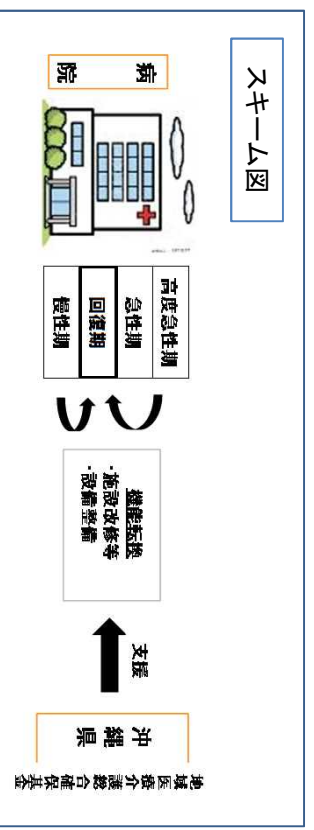 スキーム図
病院
高度急性期
急性期
回復期
慢性期
機能転換
・施設改修等
・設備整備
支援
沖縄県
地域医療介護総合確保基金